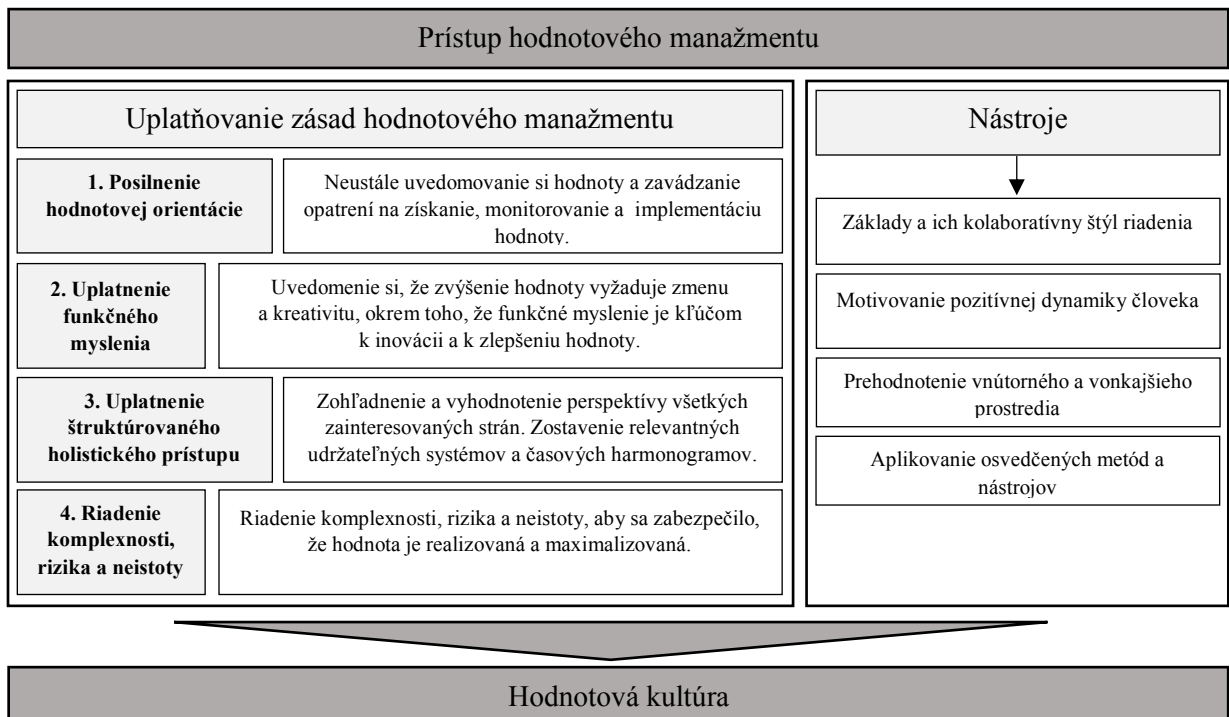 Prístup hodnotového manažmentu
Uplatňovanie zásad hodnotového manažmentu
1. Posilnenie
hodnotovej orientácie
Neustále uvedomovanie si hodnoty a zavádzanie
opatrení na získanie, monitorovanie a implementáciu
hodnoty.
2. Uplatnenie
funkčného
myslenia
Uvedomenie si, že zvýšenie hodnoty vyžaduje zmenu
a kreativitu, okrem toho, že funkčné myslenie je kľúčom
k inovácii a k zlepšeniu hodnoty.
3. Uplatnenie
štruktúrovaného
holistického prístupu
Zohľadnenie a vyhodnotenie perspektívy všetkých
zainteresovaných strán. Zostavenie relevantných
udržateľných systémov a časových harmonogramov.
4. Riadenie
komplexnosti,
rizika a neistoty
Riadenie komplexnosti, rizika a neistoty, aby sa zabezpečilo,
že hodnota je realizovaná a maximalizovaná.
Nástroje
Základy a ich kolaboratívny štýl riadenia
Motivovanie pozitívnej dynamiky človeka
Prehodnotenie vnútorného a vonkajšieho
prostredia
Aplikovanie osvedčených metód a
nástrojov
Hodnotová kultúra